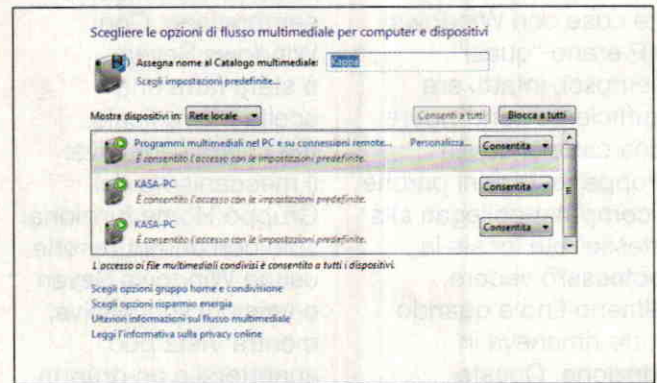 Scegliere le opzioni di flusso multimediale per computer e dispositivi
Assegna nome al Catalogo multimediale: Kappa
Scegli impostazioni predefinite...
Mostra dispositivi in: Rete locale Consenti a tutti Blocca a tutti
Programmi multimediali nel PC e su connessioni remote... Personalizza... Consentita
È consentito l'accesso con le impostazioni predefinite.
KASA-PC Consentita
È consentito l'accesso con le impostazioni predefinite.
KASA-PC Consentita
È consentito l'accesso con le impostazioni predefinite.
L'accesso ai file multimediali condivisi è consentito a tutti i dispositivi.
Scegli opzioni gruppo home e condivisione
Scegli opzioni risparmio energia
Ulteriori informazioni sul flusso multimediale
Leggi l'informativa sulla privacy online